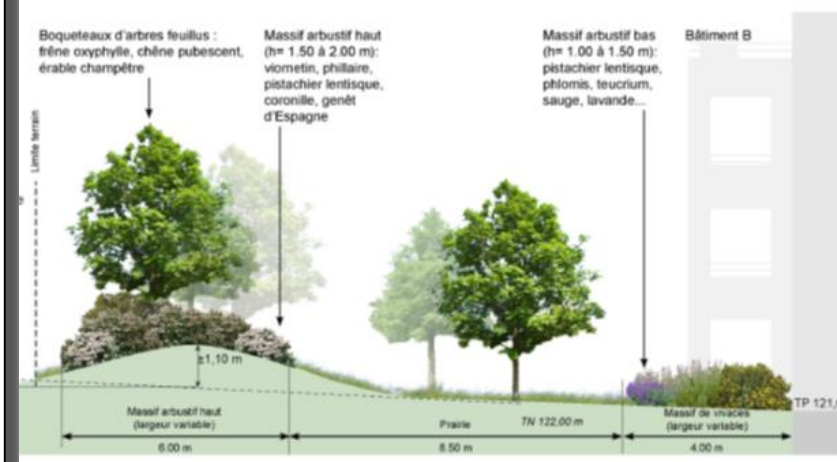 Boqueteaux d'arbres feuillus :
frêne oxyphylle, chêne pubescent,
érable champêtre
Massif arbustif haut
(h= 1.50 à 2.00 m):
viorne tin, phillaire,
pistachier lentisque,
coronille, genêt
d'Espagne
Massif arbustif bas
(h= 1.00 à 1.50 m):
pistachier lentisque,
phlomis, teucrium,
sauge, lavande...
Bâtiment B
Limite terrain
±1,10 m
Massif arbustif haut
(largeur variable)
Prairie
TN 122,00 m
Massif de vivaces
(largeur variable)
TP 121,
6.00 m
8.50 m
4.00 m